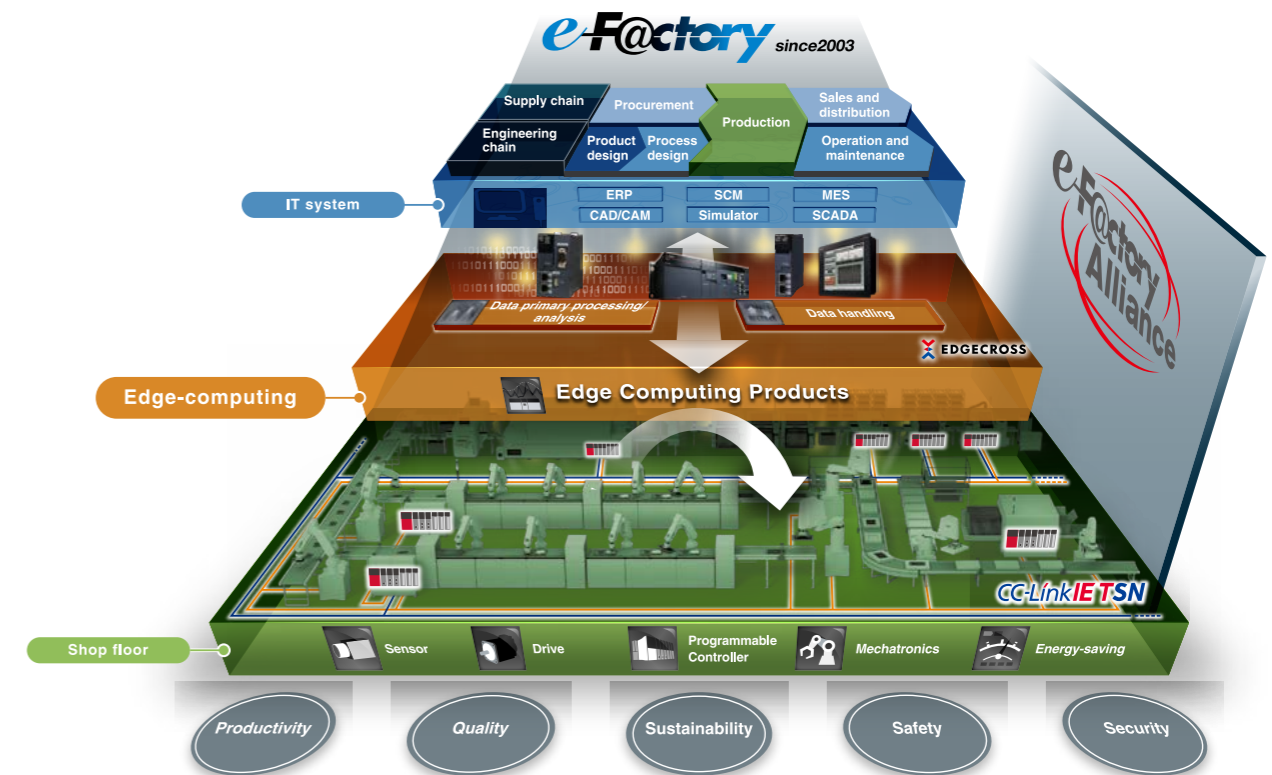 e-F@ctory since2003
Supply chain
Procurement
Production
Sales and
distribution
Engineering
chain
Product
design
Process
design
Operation and
maintenance
IT system
ERP
SCM
MES
CAD/CAM
Simulator
SCADA
Data primary processing/
analysis
Data handling
EDGECROSS
Edge-computing
Edge Computing Products
e-F@ctory
Alliance
CC-Link IE TSN
Shop floor
Sensor
Drive
Programmable
Controller
Mechatronics
Energy-saving
Productivity
Quality
Sustainability
Safety
Security